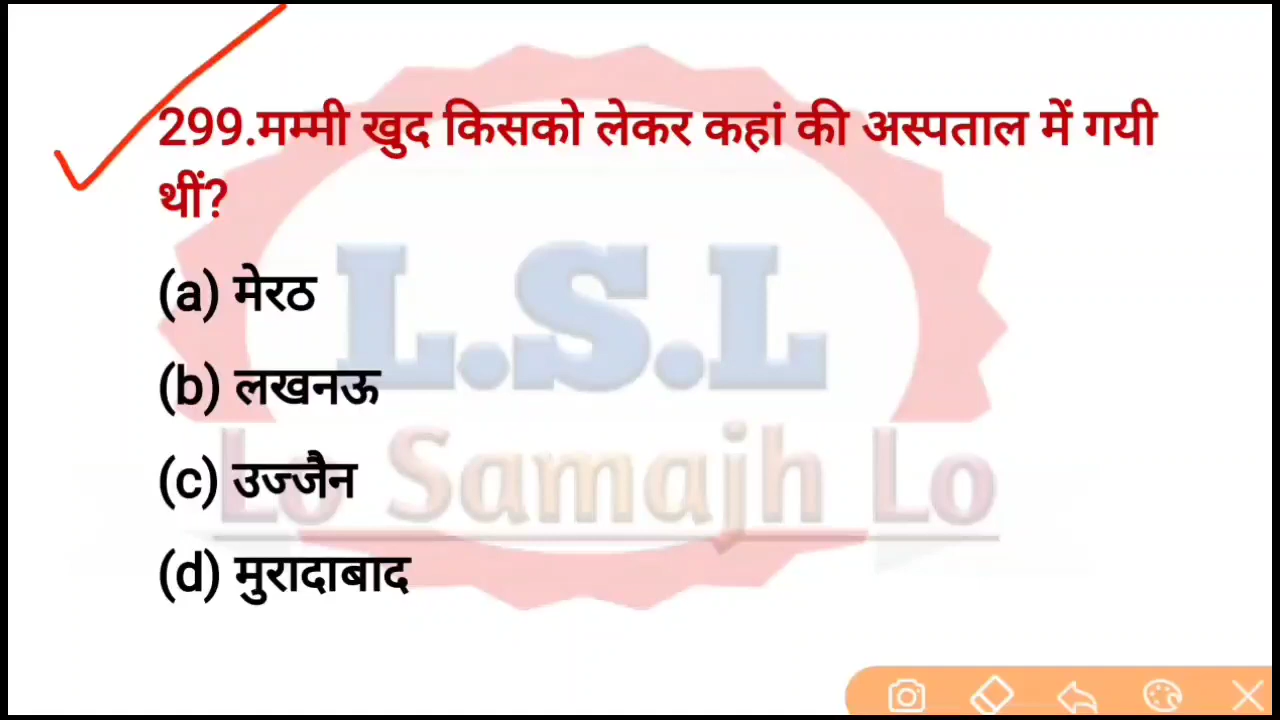 299.मम्मी खुद किसको लेकर कहां की अस्पताल में गयी
थीं?
(a) मेरठ
L.S.L
(b) लखनऊ
(c) उज्जैन
Lo Samajh Lo
(d) मुरादाबाद